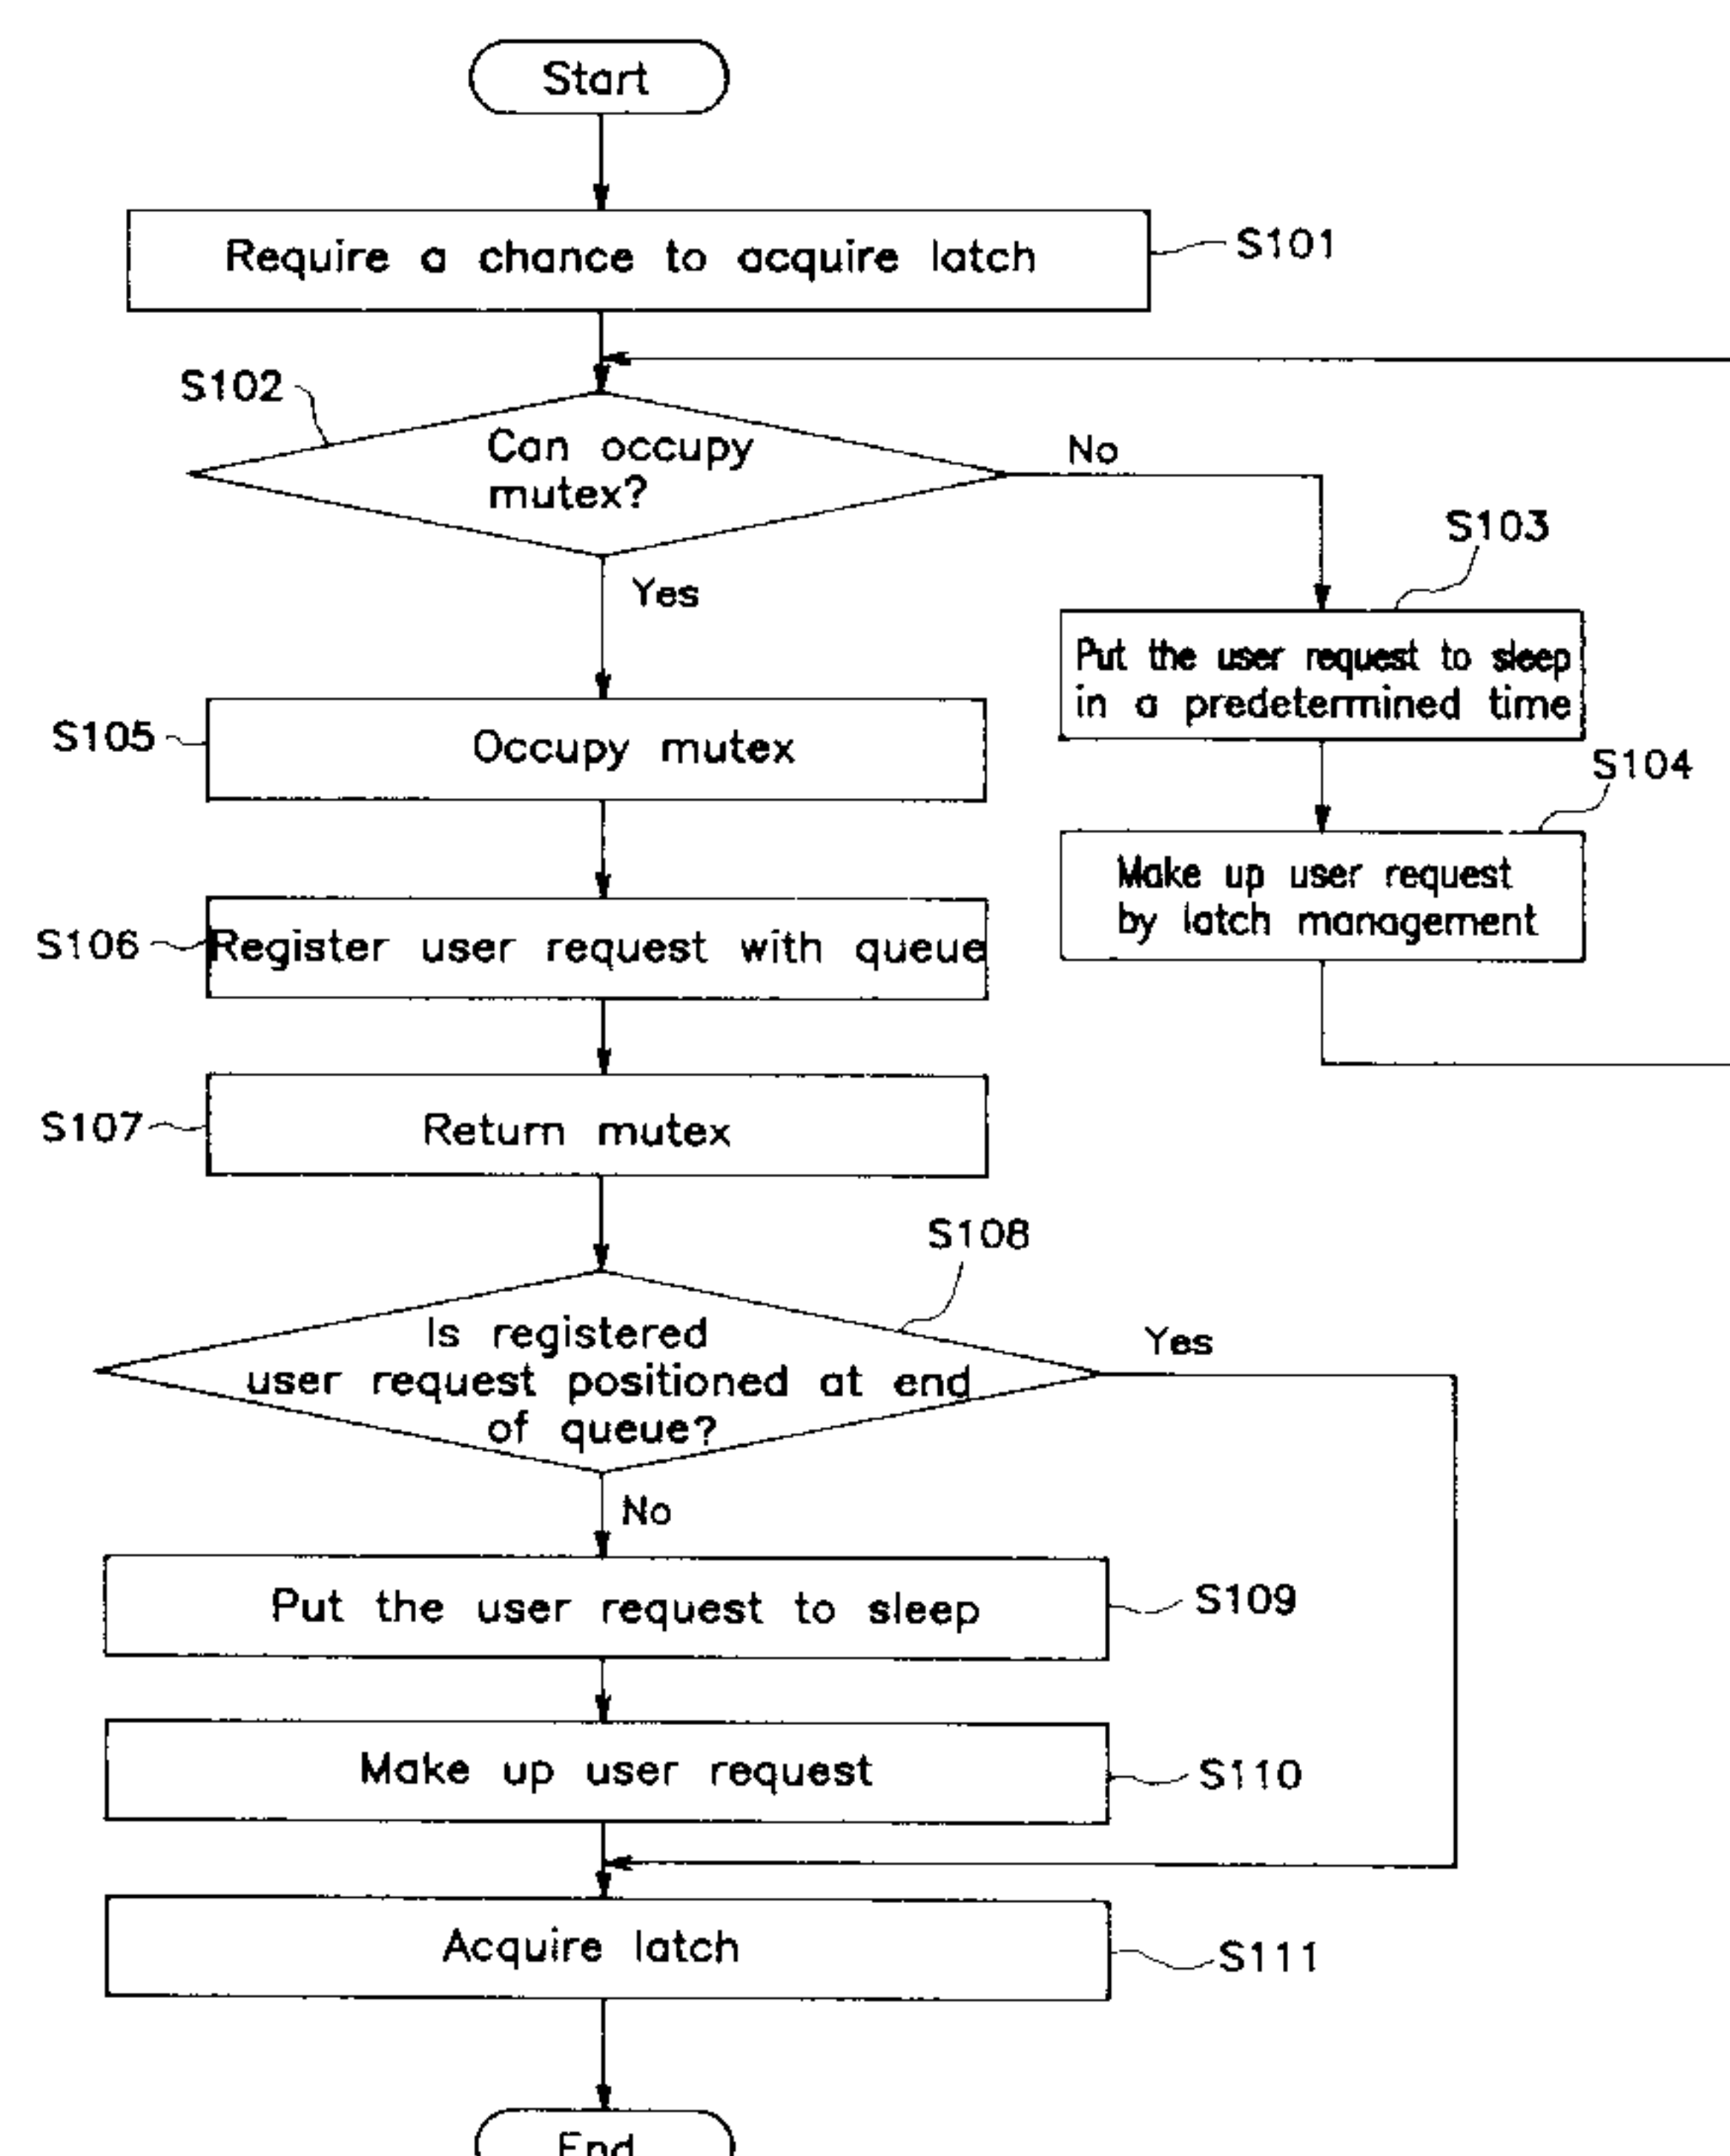 Start
Require a chance to acquire latch
S101
S102
Can occupy
mutex?
No
Yes
S103
Put the user request to sleep
in a predetermined time
S104
Make up user request
by latch management
S105
Occupy mutex
S106
Register user request with queue
S107
Return mutex
S108
Is registered
user request positioned at end
of queue?
Yes
No
Put the user request to sleep
S109
Make up user request
S110
Acquire latch
S111
End